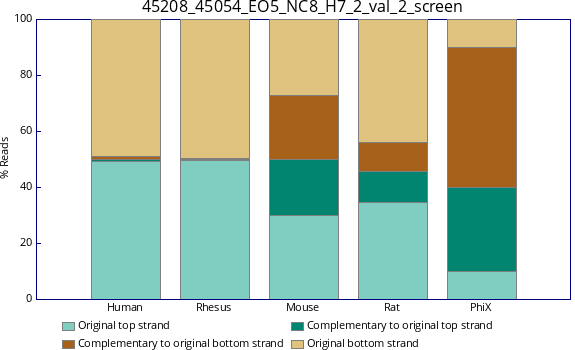 45208_45054_EO5_NC8_H7_2_val_2_screen
100
80
60
40
20
0
% Reads
Human Rhesus Mouse Rat PhiX
Original top strand Complementary to original top strand
Complementary to original bottom strand Original bottom strand